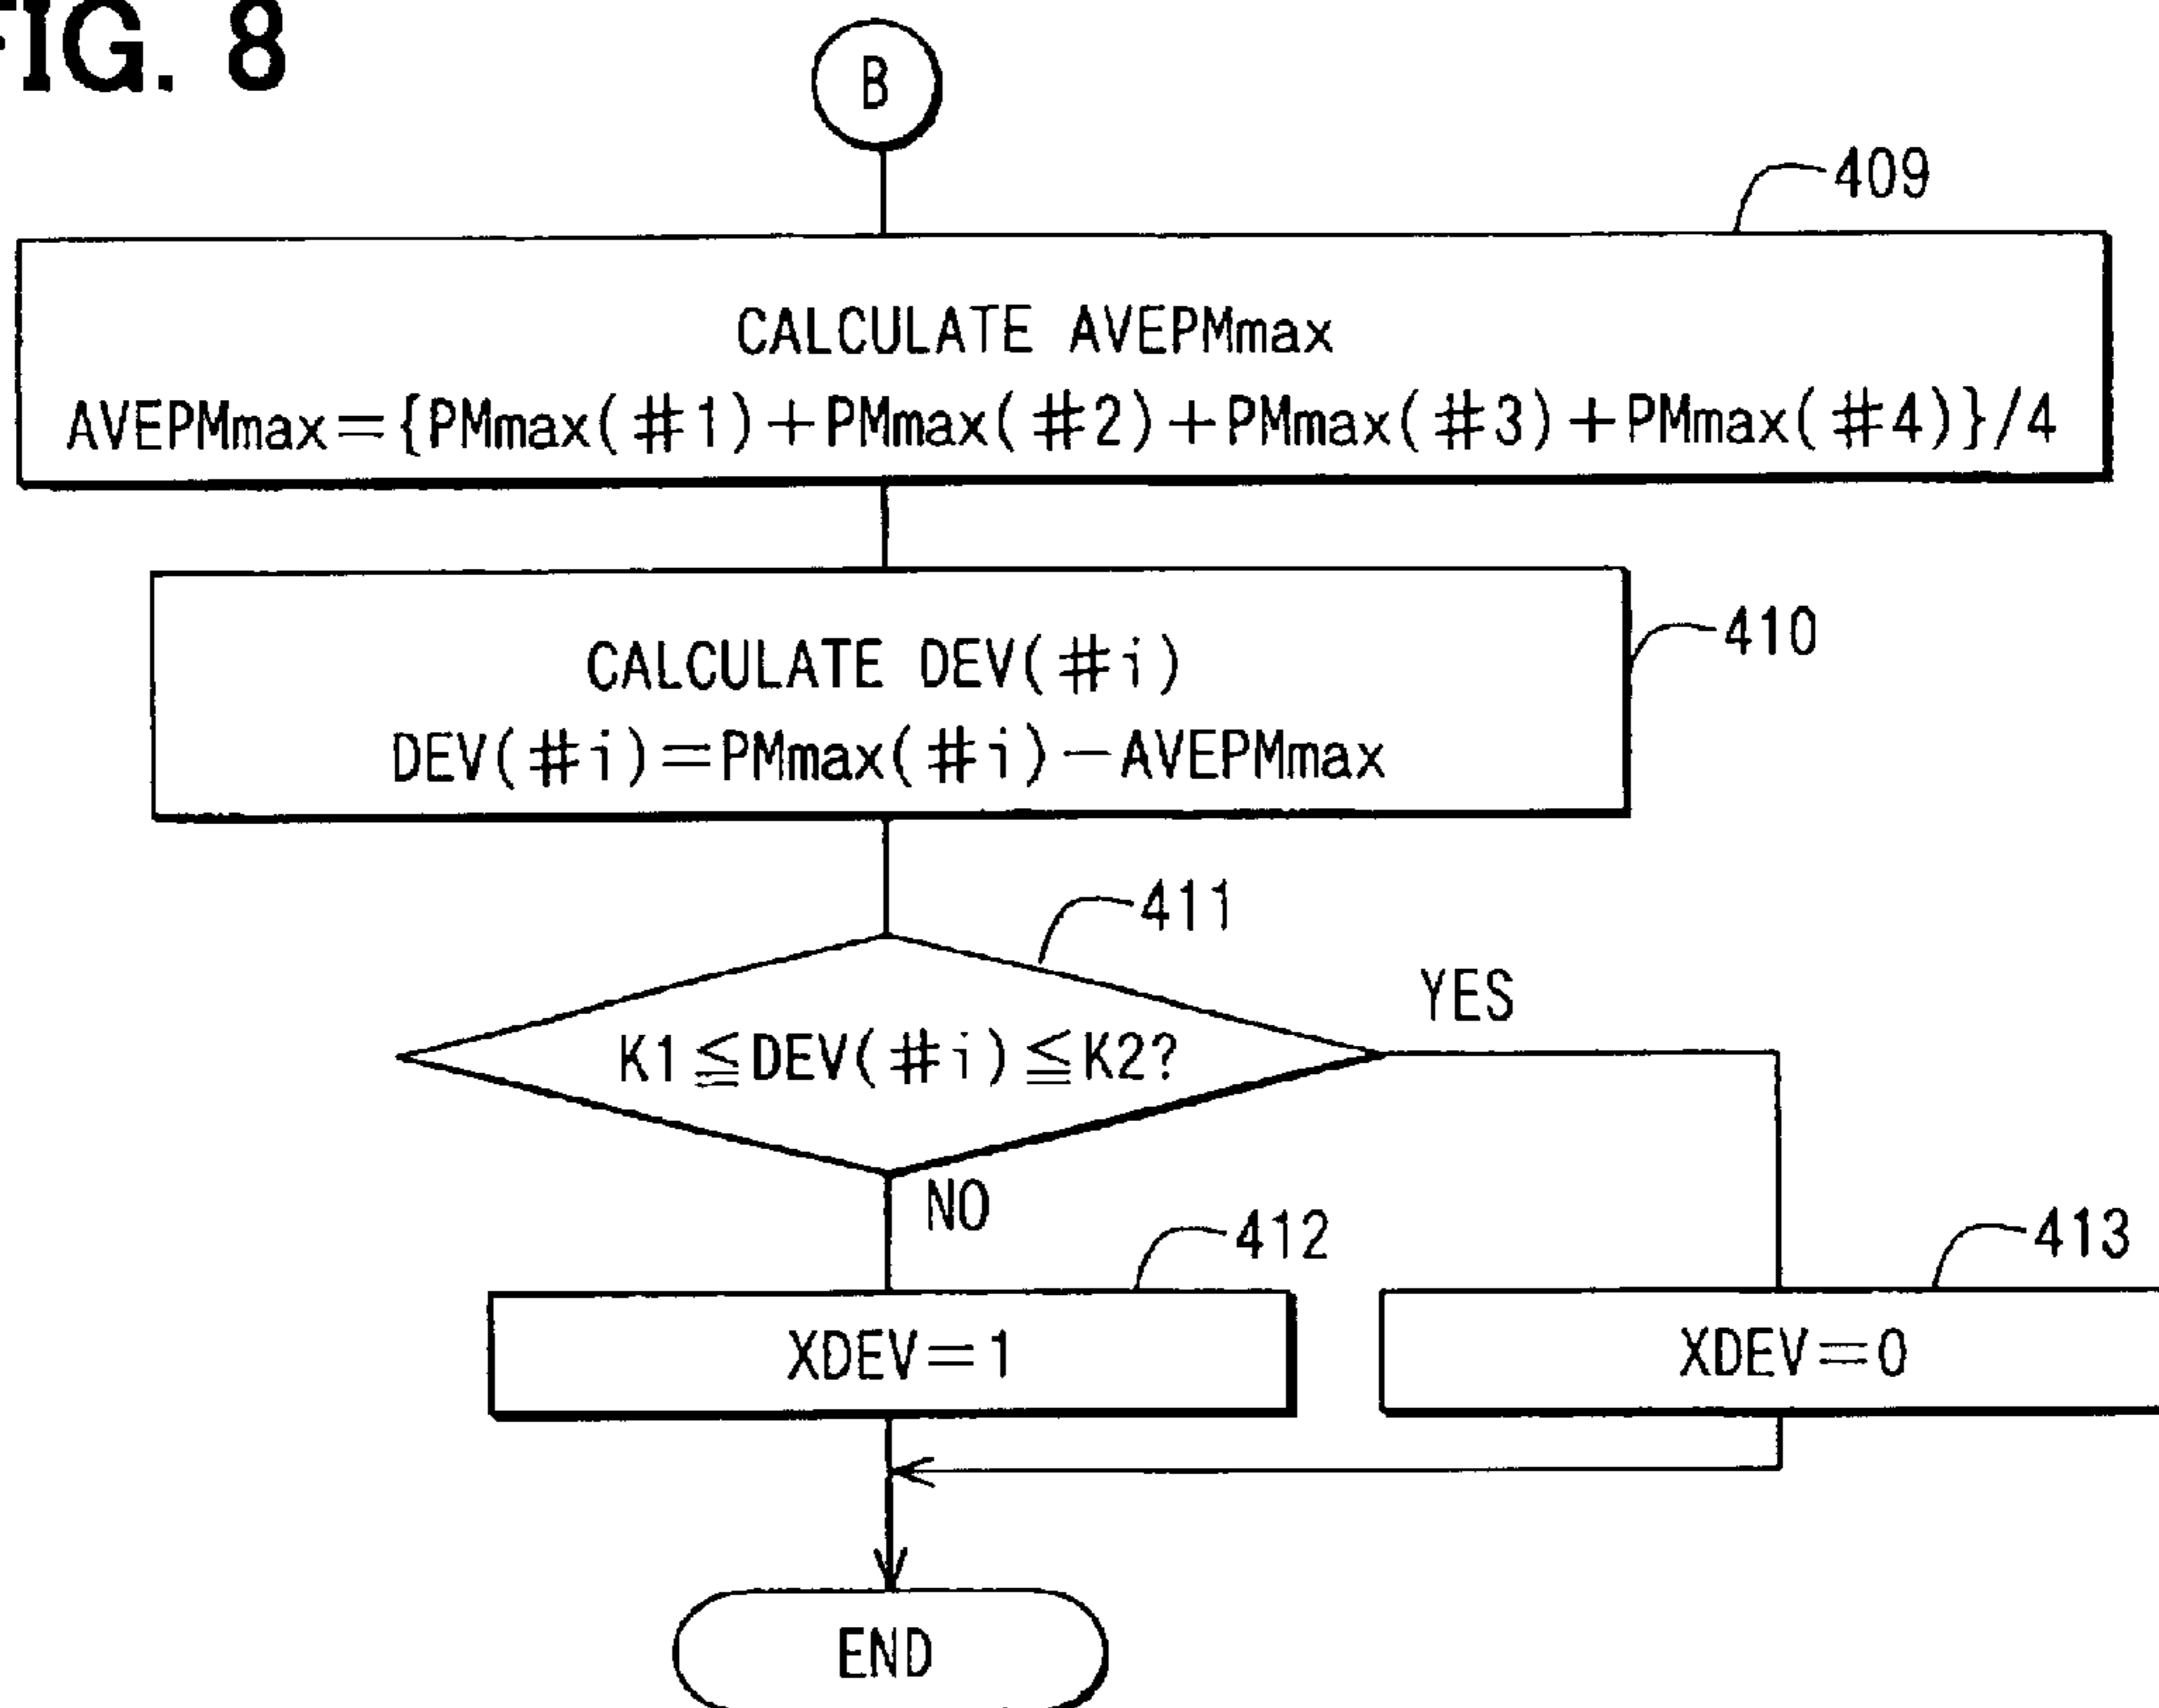 FIG. 8
B
409
CALCULATE AVEPMmax
AVEPMmax={PMmax(#1)+PMmax(#2)+PMmax(#3)+PMmax(#4)}/4
410
CALCULATE DEV(#i)
DEV(#i)=PMmax(#i)-AVEPMmax
411
YES
K1≦DEV(#i)≦K2?
NO
412
413
XDEV=1
XDEV=0
END